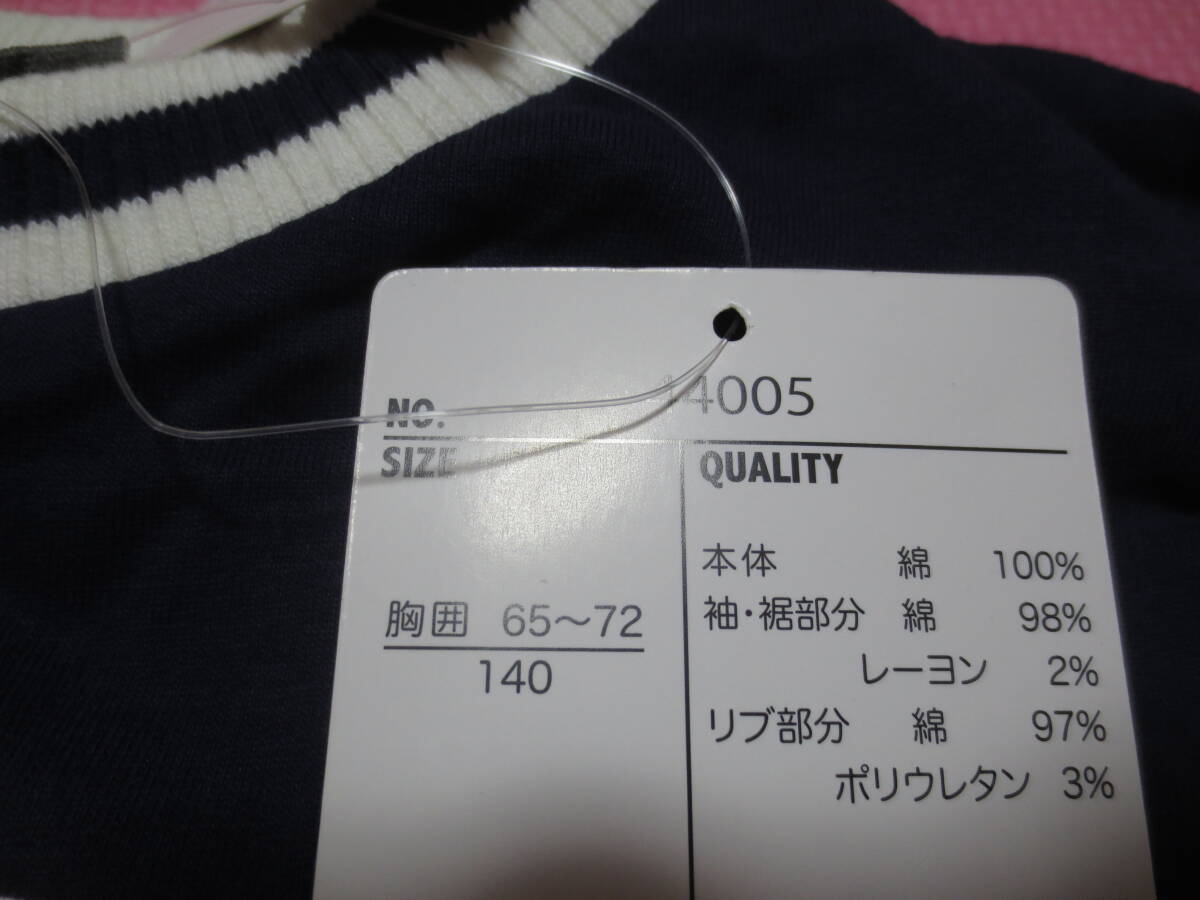 NO. 44005
SIZE
胸囲 65～72
140
QUALITY
本体 綿 100%
袖・裾部分 綿 98%
レーヨン 2%
リブ部分 綿 97%
ポリウレタン 3%